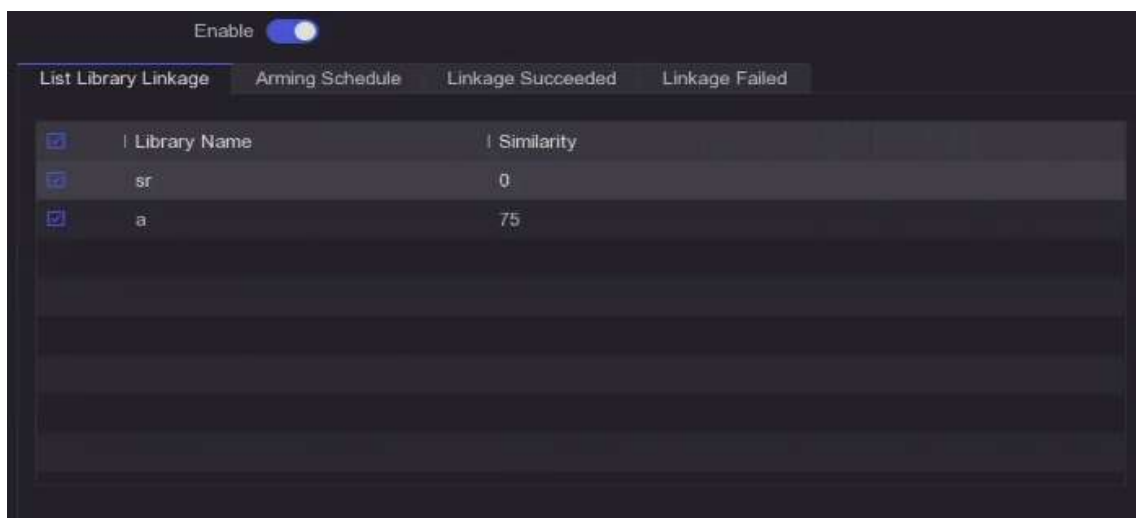 Enable
List Library Linkage Arming Schedule Linkage Succeeded Linkage Failed
Library Name Similarity
sr 0
a 75